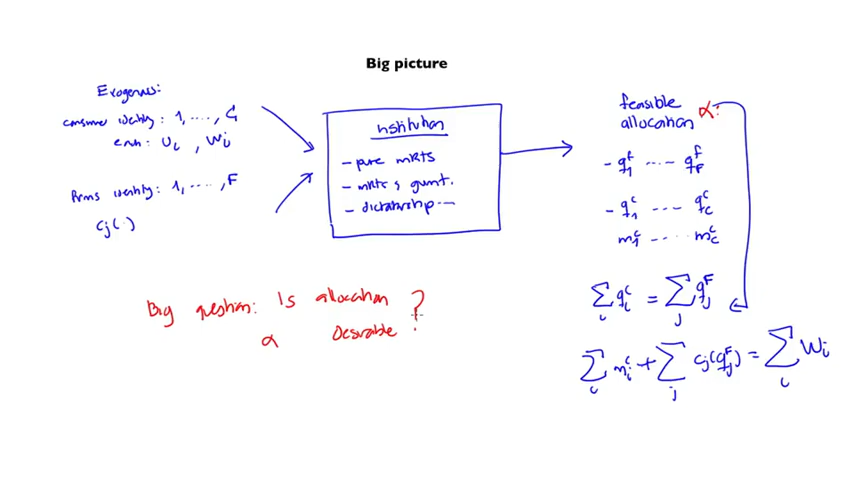 Big picture
Exogenous:
consumer identity: 1, ...., C
each: Ui, Wi
firms identity: 1, ....., F
Cj(.)
Institution
- pure mkts
- mkts & gvmt.
- dictatorship ...
feasible α:
allocation
- q₁ᶠ ... qFᶠ
- q₁ᶜ ... qCᶜ
m₁ᶜ .... mCᶜ
∑i qiᶜ = ∑j qjᶠ
∑i miᶜ + ∑j Cj(qjᶠ) = ∑i Wi
Big question: Is allocation
α Desirable ?